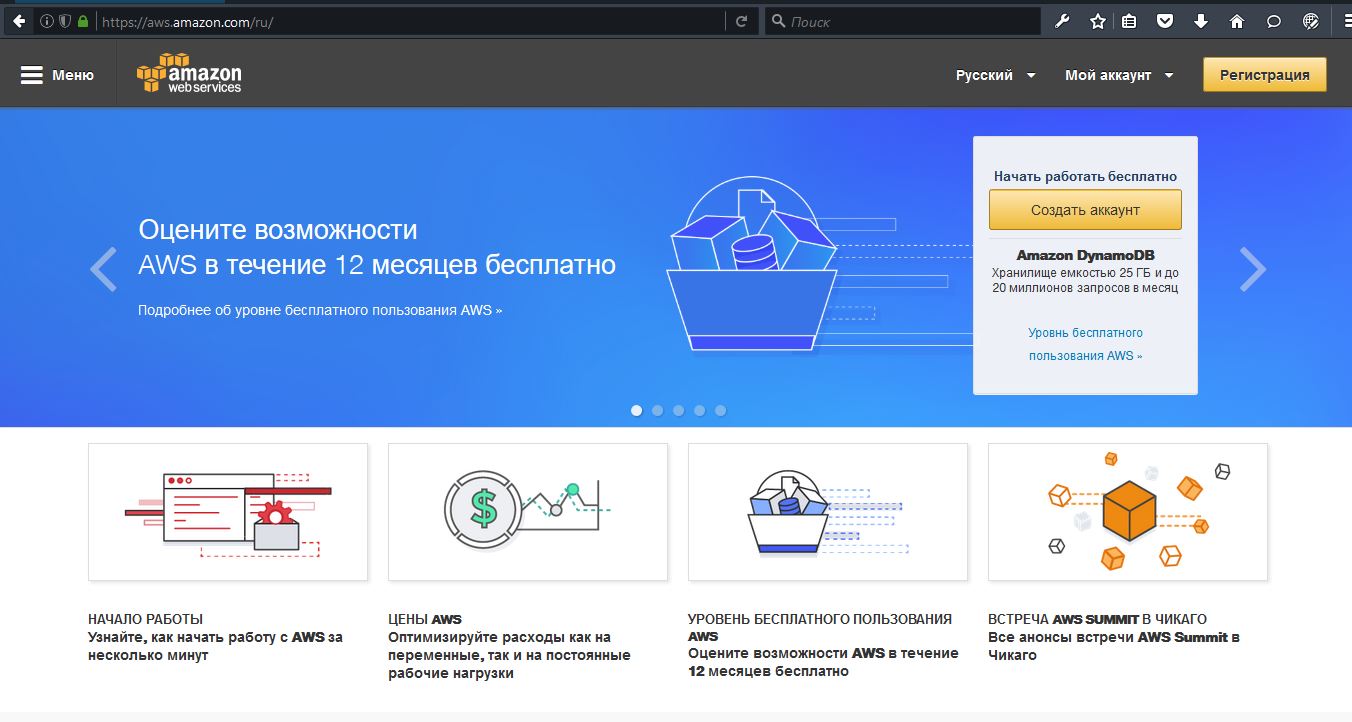 https://aws.amazon.com/ru/
Поиск
Меню
amazon
web services
Русский
Мой аккаунт
Регистрация
Оцените возможности
AWS в течение 12 месяцев бесплатно
Подробнее об уровне бесплатного пользования AWS »
Начать работать бесплатно
Создать аккаунт
Amazon DynamoDB
Хранилище емкостью 25 ГБ и до
20 миллионов запросов в месяц
Уровнь бесплатного
пользования AWS »
$
НАЧАЛО РАБОТЫ
Узнайте, как начать работу с AWS за
несколько минут
ЦЕНЫ AWS
Оптимизируйте расходы как на
переменные, так и на постоянные
рабочие нагрузки
УРОВЕНЬ БЕСПЛАТНОГО ПОЛЬЗОВАНИЯ
AWS
Оцените возможности AWS в течение
12 месяцев бесплатно
ВСТРЕЧА AWS SUMMIT В ЧИКАГО
Все анонсы встречи AWS Summit в
Чикаго